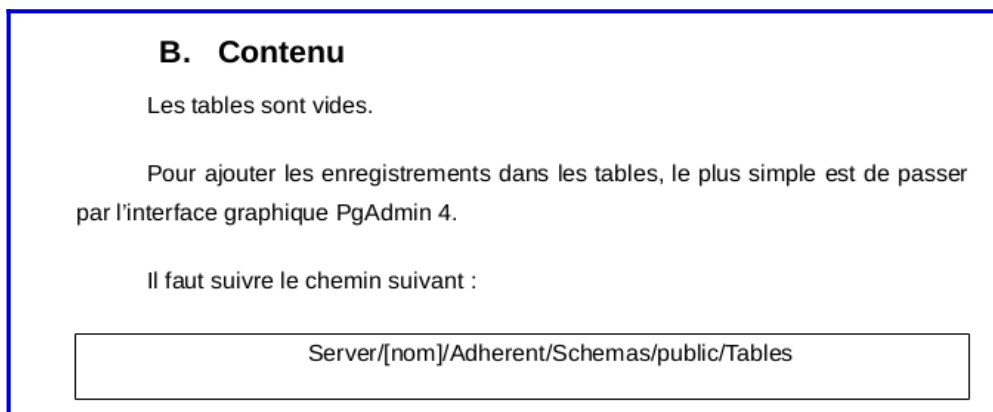 B. Contenu
Les tables sont vides.
Pour ajouter les enregistrements dans les tables, le plus simple est de passer
par l'interface graphique PgAdmin 4.
Il faut suivre le chemin suivant :
Server/[nom]/Adherent/Schemas/public/Tables